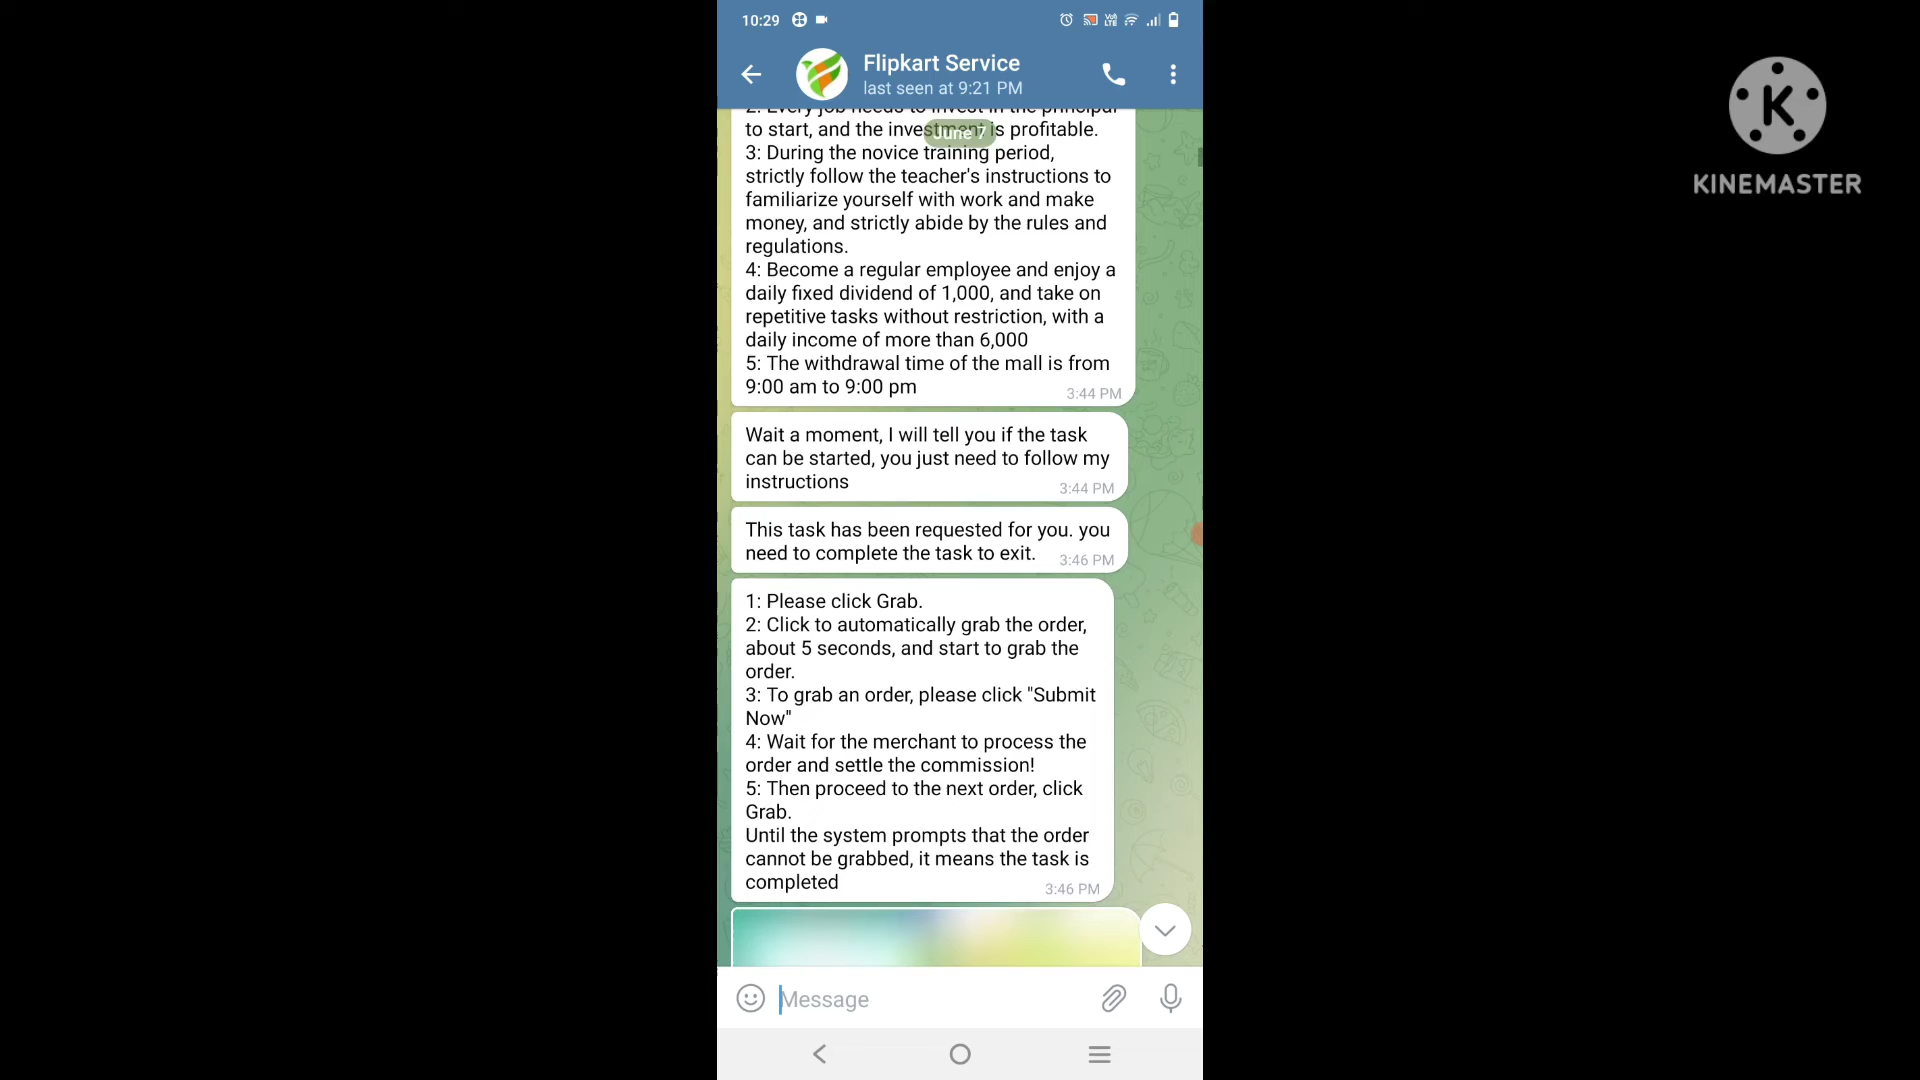 10:29
Flipkart Service
last seen at 9:21 PM
2: Every job needs to invest in the principal
to start, and the investment is profitable.
June 7
3: During the novice training period,
strictly follow the teacher's instructions to
familiarize yourself with work and make
money, and strictly abide by the rules and
regulations.
4: Become a regular employee and enjoy a
daily fixed dividend of 1,000, and take on
repetitive tasks without restriction, with a
daily income of more than 6,000
5: The withdrawal time of the mall is from
9:00 am to 9:00 pm
3:44 PM
Wait a moment, I will tell you if the task
can be started, you just need to follow my
instructions
3:44 PM
This task has been requested for you. you
need to complete the task to exit.
3:46 PM
1: Please click Grab.
2: Click to automatically grab the order,
about 5 seconds, and start to grab the
order.
3: To grab an order, please click "Submit
Now"
4: Wait for the merchant to process the
order and settle the commission!
5: Then proceed to the next order, click
Grab.
Until the system prompts that the order
cannot be grabbed, it means the task is
completed
3:46 PM
Message
K
KINEMASTER